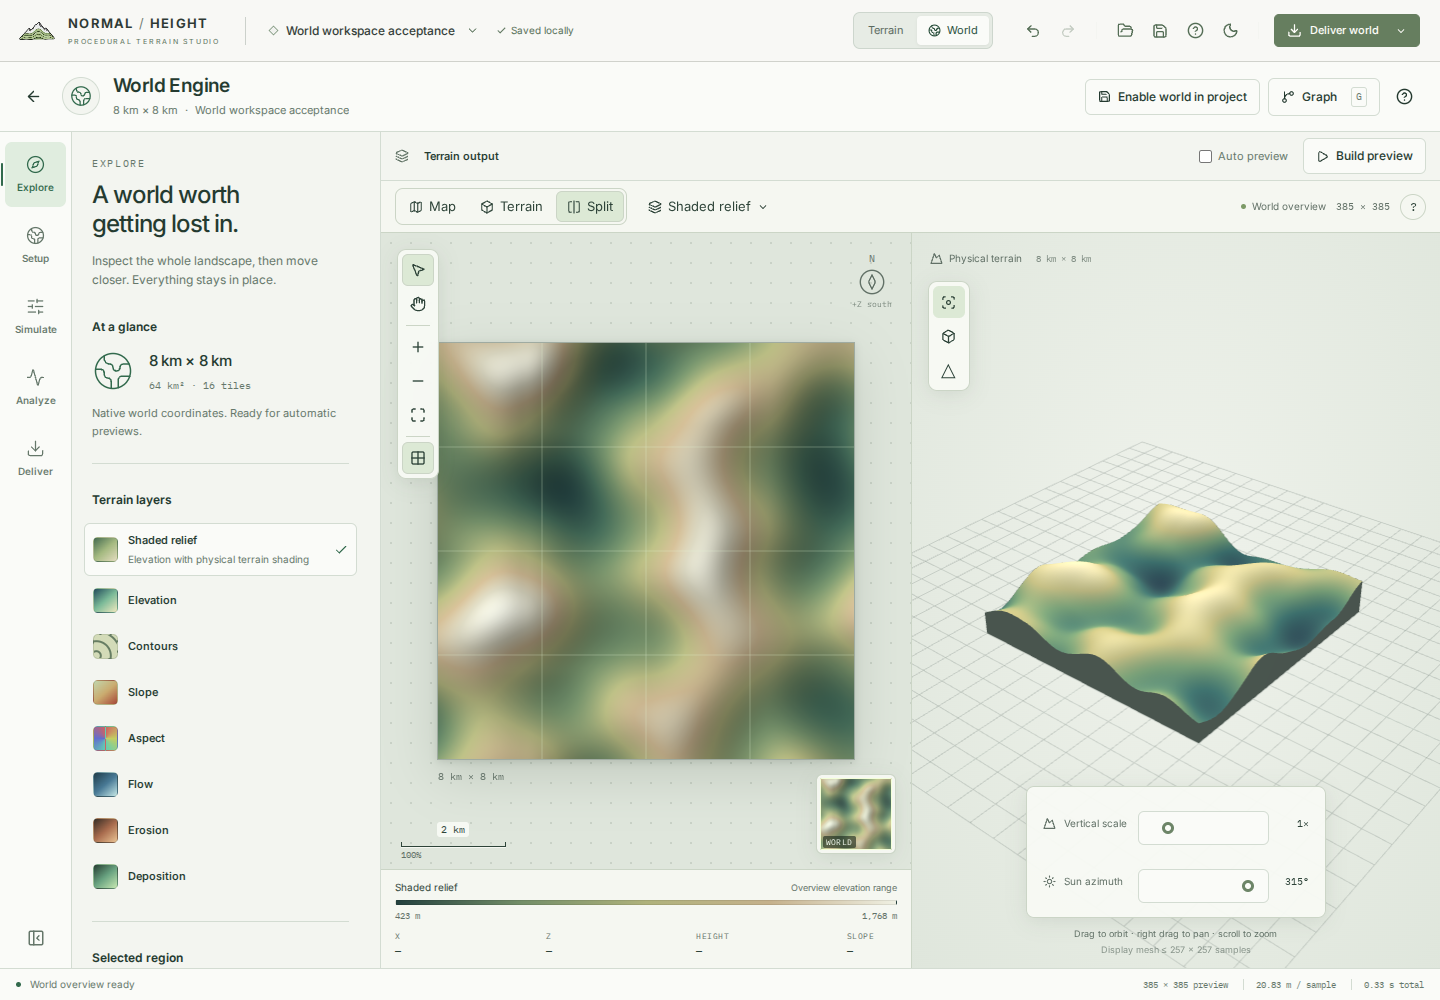 NORMAL / HEIGHT
PROCEDURAL TERRAIN STUDIO
World workspace acceptance
Saved locally
Terrain
World
Deliver world
World Engine
8 km × 8 km · World workspace acceptance
Enable world in project
Graph G
Explore
Setup
Simulate
Analyze
Deliver
EXPLORE
A world worth
getting lost in.
Inspect the whole landscape, then move
closer. Everything stays in place.
At a glance
8 km × 8 km
64 km² · 16 tiles
Native world coordinates. Ready for automatic
previews.
Terrain layers
Shaded relief
Elevation with physical terrain shading
Elevation
Contours
Slope
Aspect
Flow
Erosion
Deposition
Selected region
Terrain output
Auto preview
Build preview
Map
Terrain
Split
Shaded relief
World overview 385 × 385
?
N
+Z south
8 km × 8 km
2 km
100%
WORLD
Shaded relief
Overview elevation range
423 m
1,768 m
X
Z
HEIGHT
SLOPE
—
—
—
—
Physical terrain 8 km × 8 km
Vertical scale
1×
Sun azimuth
315°
Drag to orbit · right drag to pan · scroll to zoom
Display mesh ≤ 257 × 257 samples
World overview ready
385 × 385 preview
20.83 m / sample
0.33 s total